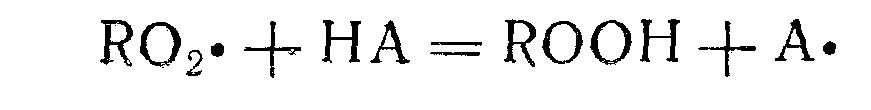 RO₂• + HA = ROOH + A•